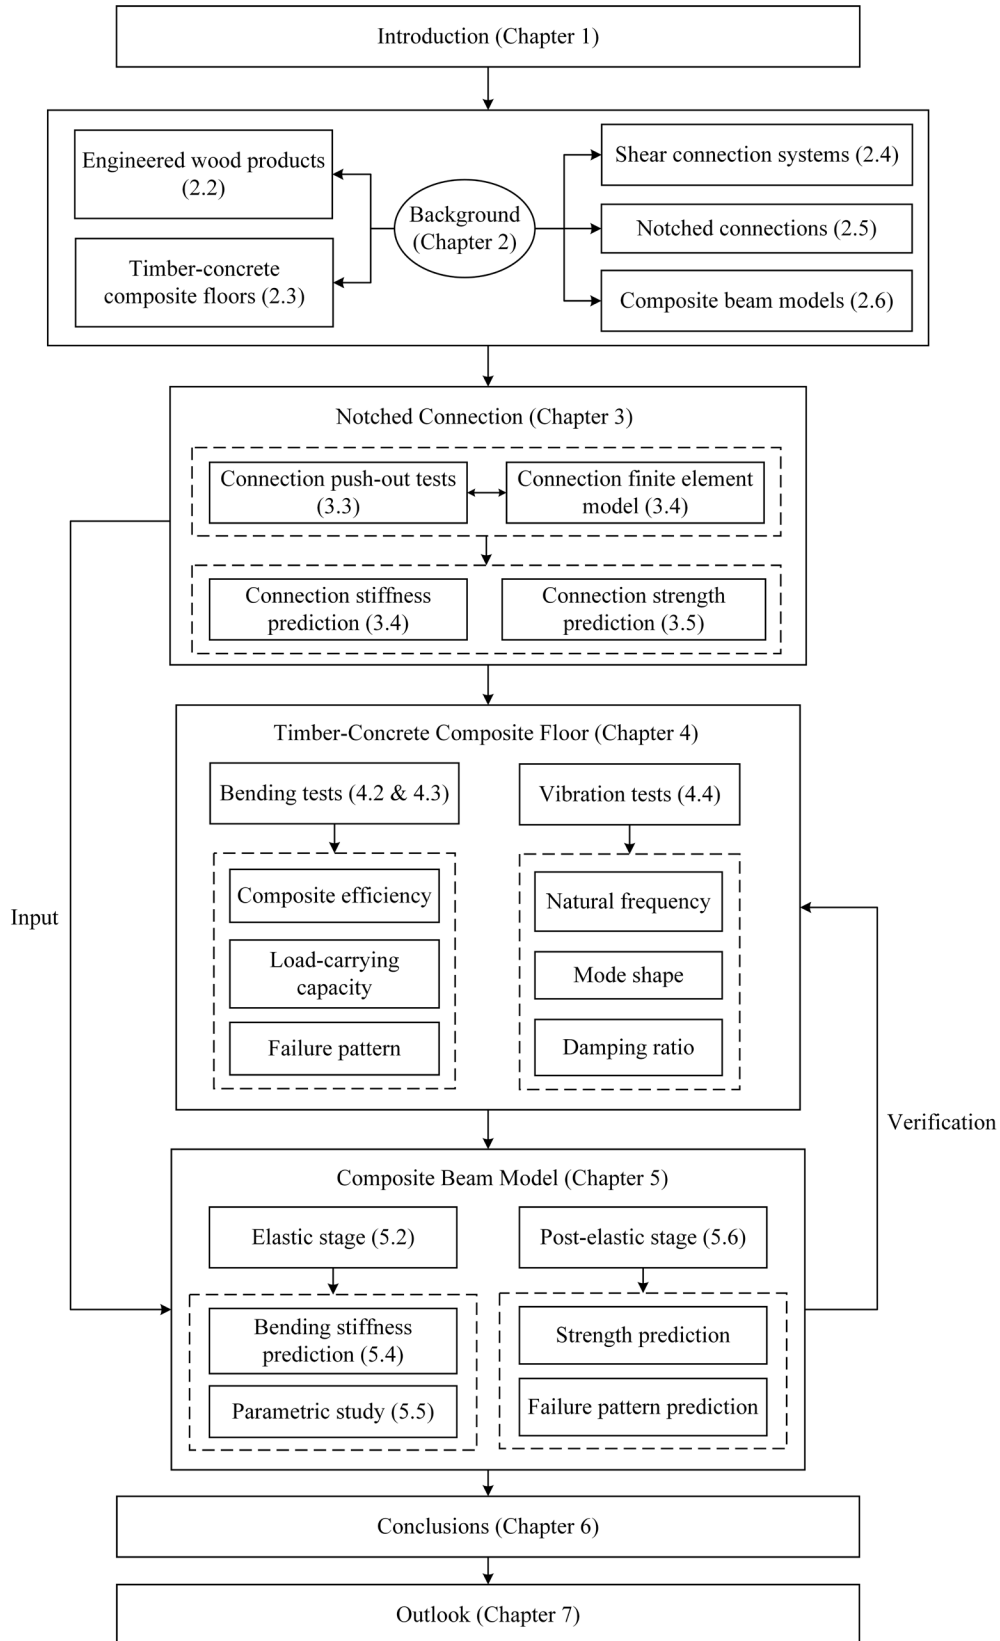 Introduction (Chapter 1)
Engineered wood products
(2.2)
Timber-concrete
composite floors (2.3)
Background
(Chapter 2)
Shear connection systems (2.4)
Notched connections (2.5)
Composite beam models (2.6)
Notched Connection (Chapter 3)
Connection push-out tests
(3.3)
Connection finite element
model (3.4)
Connection stiffness
prediction (3.4)
Connection strength
prediction (3.5)
Timber-Concrete Composite Floor (Chapter 4)
Bending tests (4.2 & 4.3)
Composite efficiency
Load-carrying
capacity
Failure pattern
Vibration tests (4.4)
Natural frequency
Mode shape
Damping ratio
Input
Verification
Composite Beam Model (Chapter 5)
Elastic stage (5.2)
Bending stiffness
prediction (5.4)
Parametric study (5.5)
Post-elastic stage (5.6)
Strength prediction
Failure pattern prediction
Conclusions (Chapter 6)
Outlook (Chapter 7)